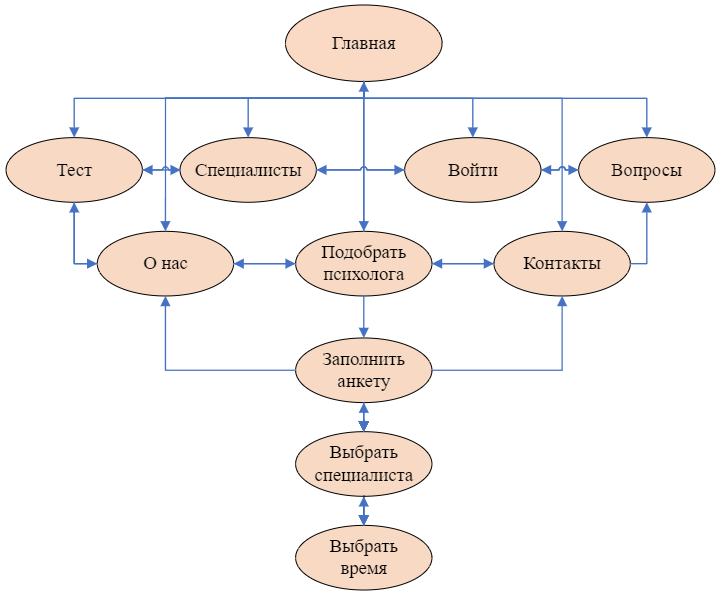 Главная
Тест
Специалисты
Войти
Вопросы
О нас
Подобрать
психолога
Контакты
Заполнить
анкету
Выбрать
специалиста
Выбрать
время